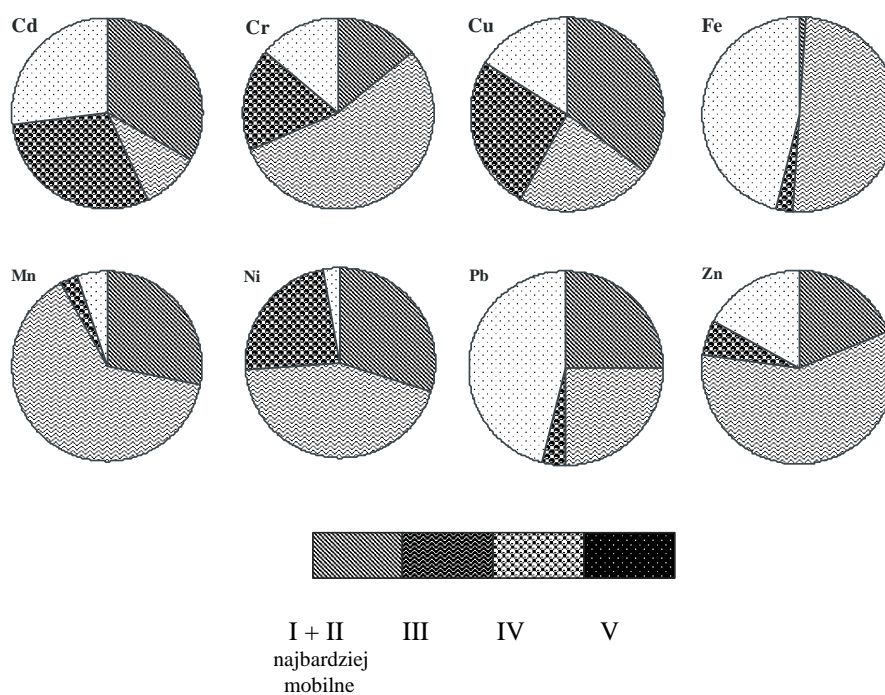 Cd Cr Cu Fe
Mn Ni Pb Zn
I + II III IV V
najbardziej
mobilne